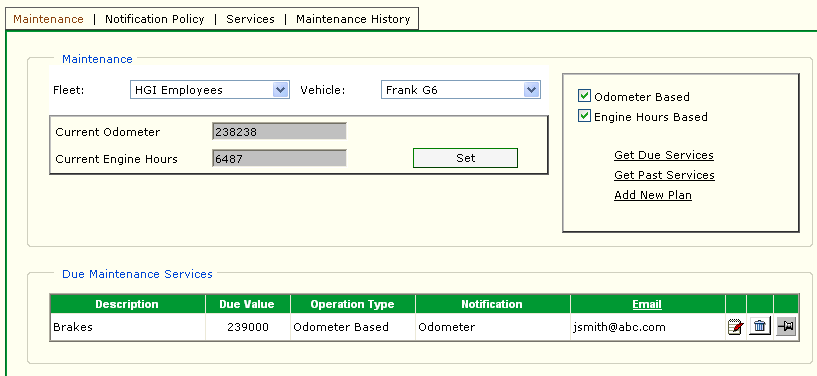 Maintenance | Notification Policy | Services | Maintenance History
Maintenance
Fleet: HGI Employees Vehicle: Frank G6
Current Odometer 238238
Current Engine Hours 6487 Set
Odometer Based
Engine Hours Based
Get Due Services
Get Past Services
Add New Plan
Due Maintenance Services
Description Due Value Operation Type Notification Email
Brakes 239000 Odometer Based Odometer jsmith@abc.com